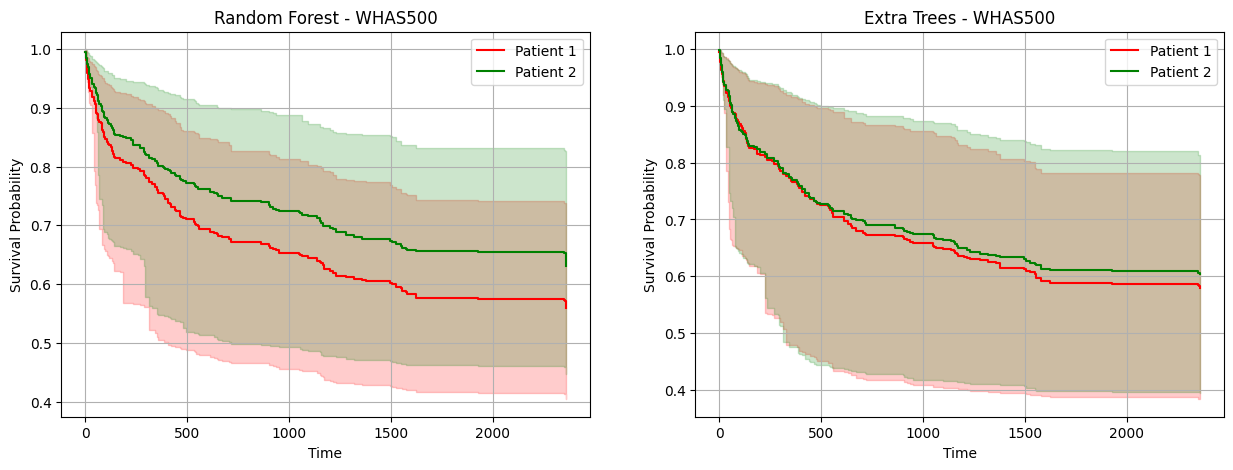 Random Forest - WHAS500
Survival Probability
1.0
0.9
0.8
0.7
0.6
0.5
0.4
Patient 1
Patient 2
0
500
1000
1500
2000
Time
Extra Trees - WHAS500
Survival Probability
1.0
0.9
0.8
0.7
0.6
0.5
0.4
Patient 1
Patient 2
0
500
1000
1500
2000
Time